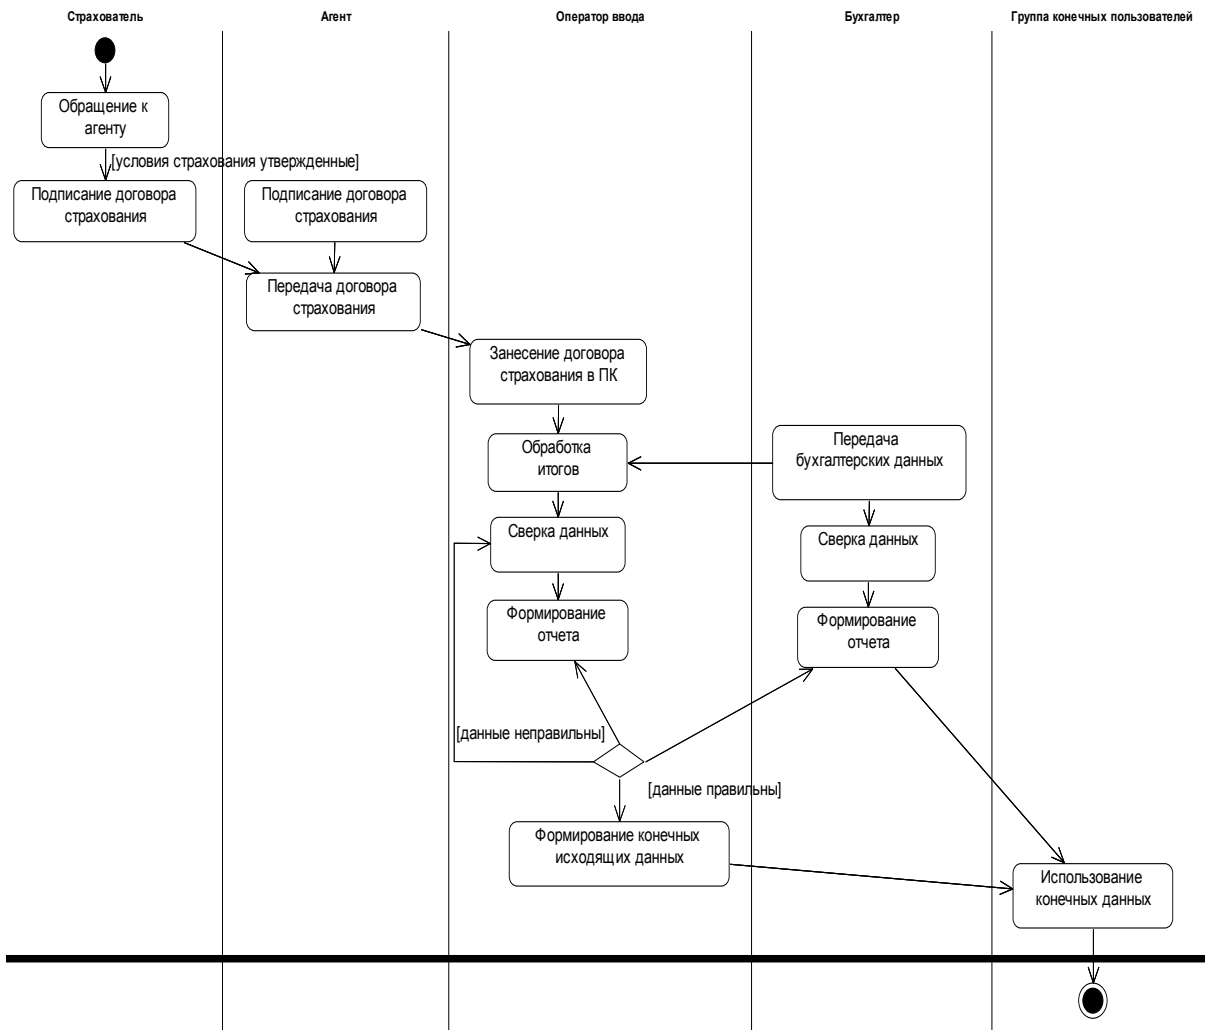 Страхователь
Агент
Оператор ввода
Бухгалтер
Группа конечных пользователей
Обращение к
агенту
[условия страхования утвержденные]
Подписание договора
страхования
Подписание договора
страхования
Передача договора
страхования
Занесение договора
страхования в ПК
Обработка
итогов
Передача
бухгалтерских данных
Сверка данных
Сверка данных
Формирование
отчета
Формирование
отчета
[данные неправильны]
[данные правильны]
Формирование конечных
исходящих данных
Использование
конечных данных